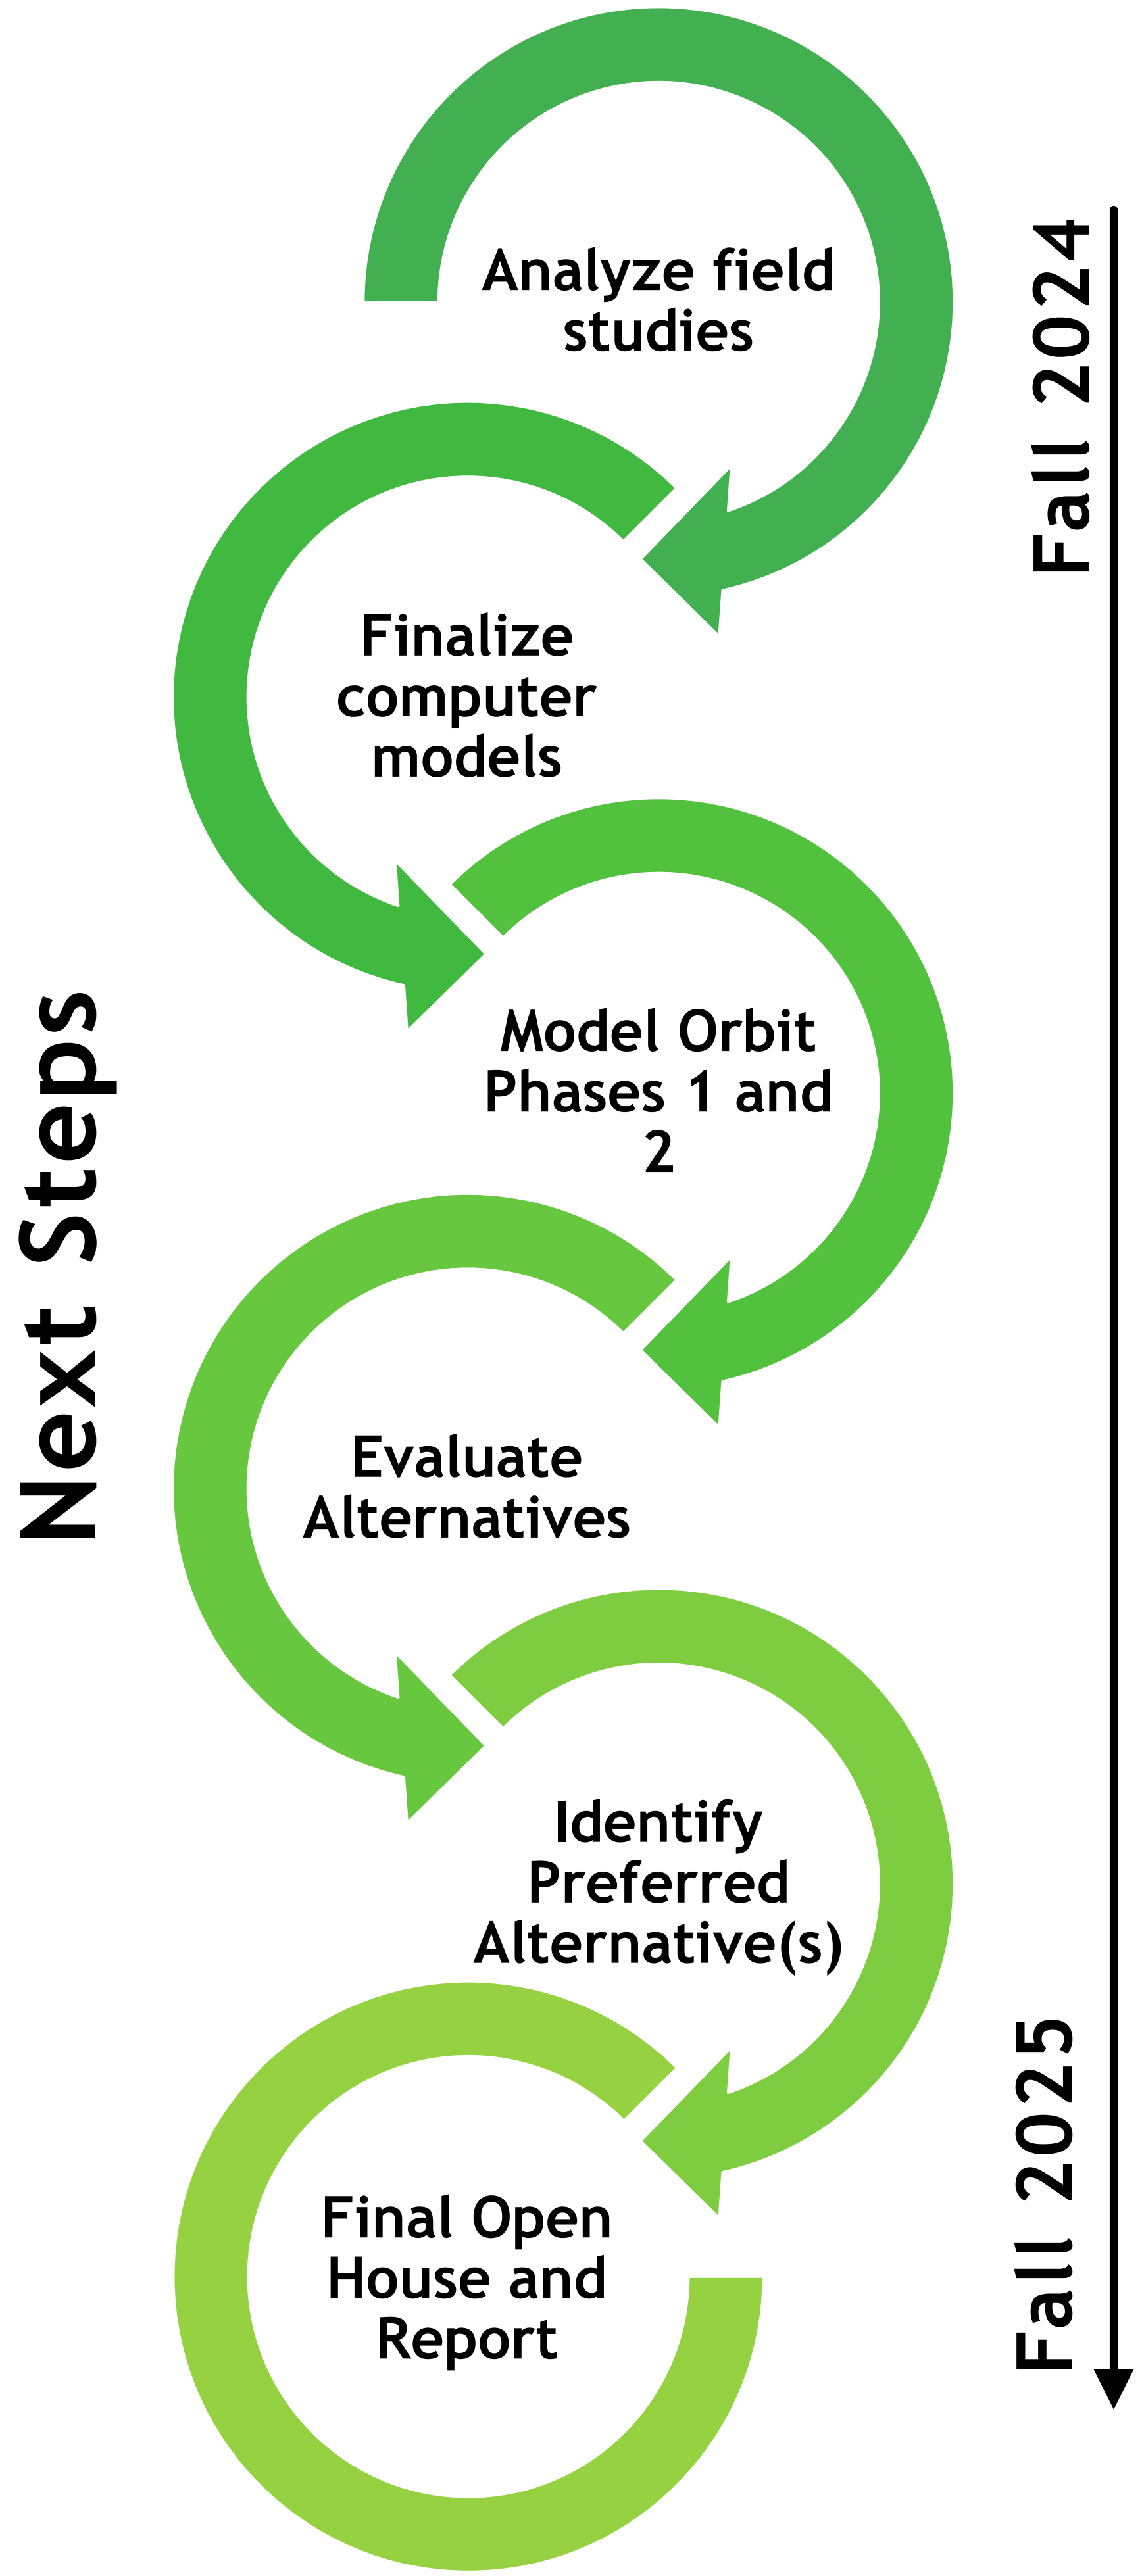 Next Steps
Fall 2024
Analyze field
studies
Finalize
computer
models
Model Orbit
Phases 1 and
2
Evaluate
Alternatives
Identify
Preferred
Alternative(s)
Final Open
House and
Report
Fall 2025